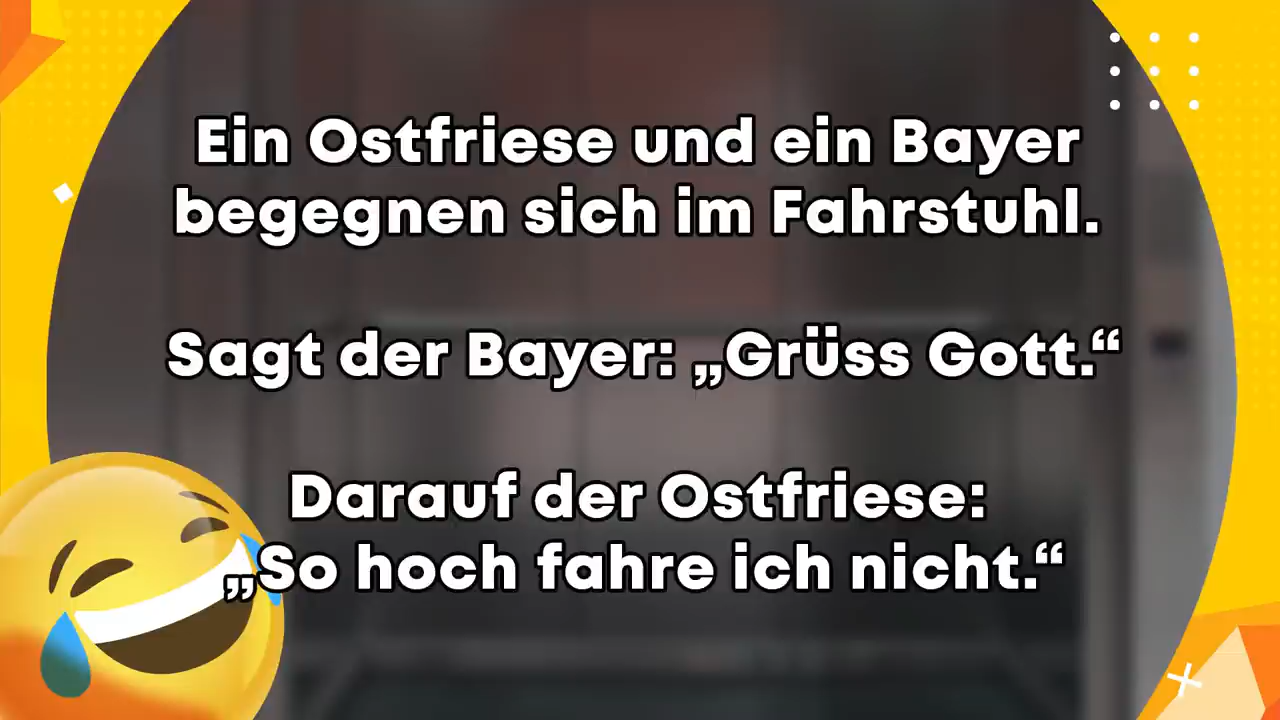 Ein Ostfriese und ein Bayer
begegnen sich im Fahrstuhl.
Sagt der Bayer: „Grüss Gott.“
Darauf der Ostfriese:
„So hoch fahre ich nicht.“